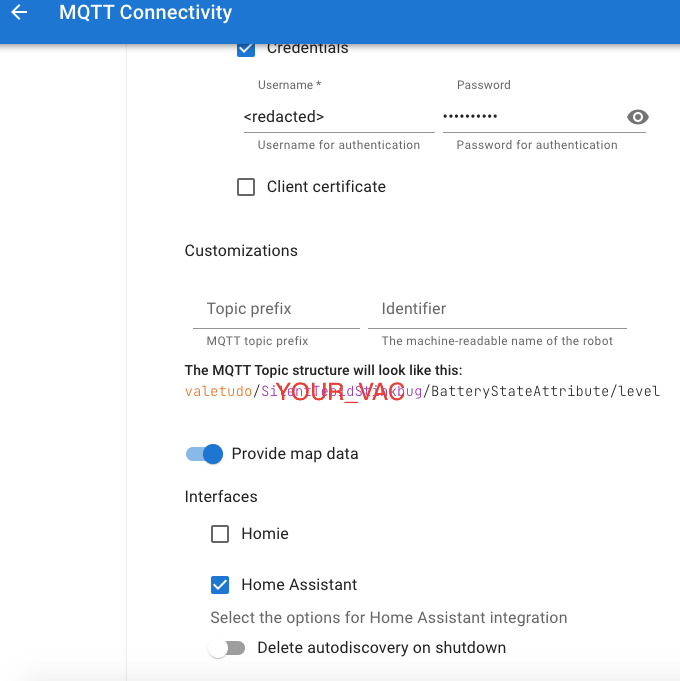 MQTT Connectivity
Credentials
Username * Password
<redacted> ••••••••••
Username for authentication Password for authentication
Client certificate
Customizations
Topic prefix Identifier
MQTT topic prefix The machine-readable name of the robot
The MQTT Topic structure will look like this:
valetudo/SilentTepidStinkbug/BatteryStateAttribute/level
YOUR_VAC
Provide map data
Interfaces
Homie
Home Assistant
Select the options for Home Assistant integration
Delete autodiscovery on shutdown